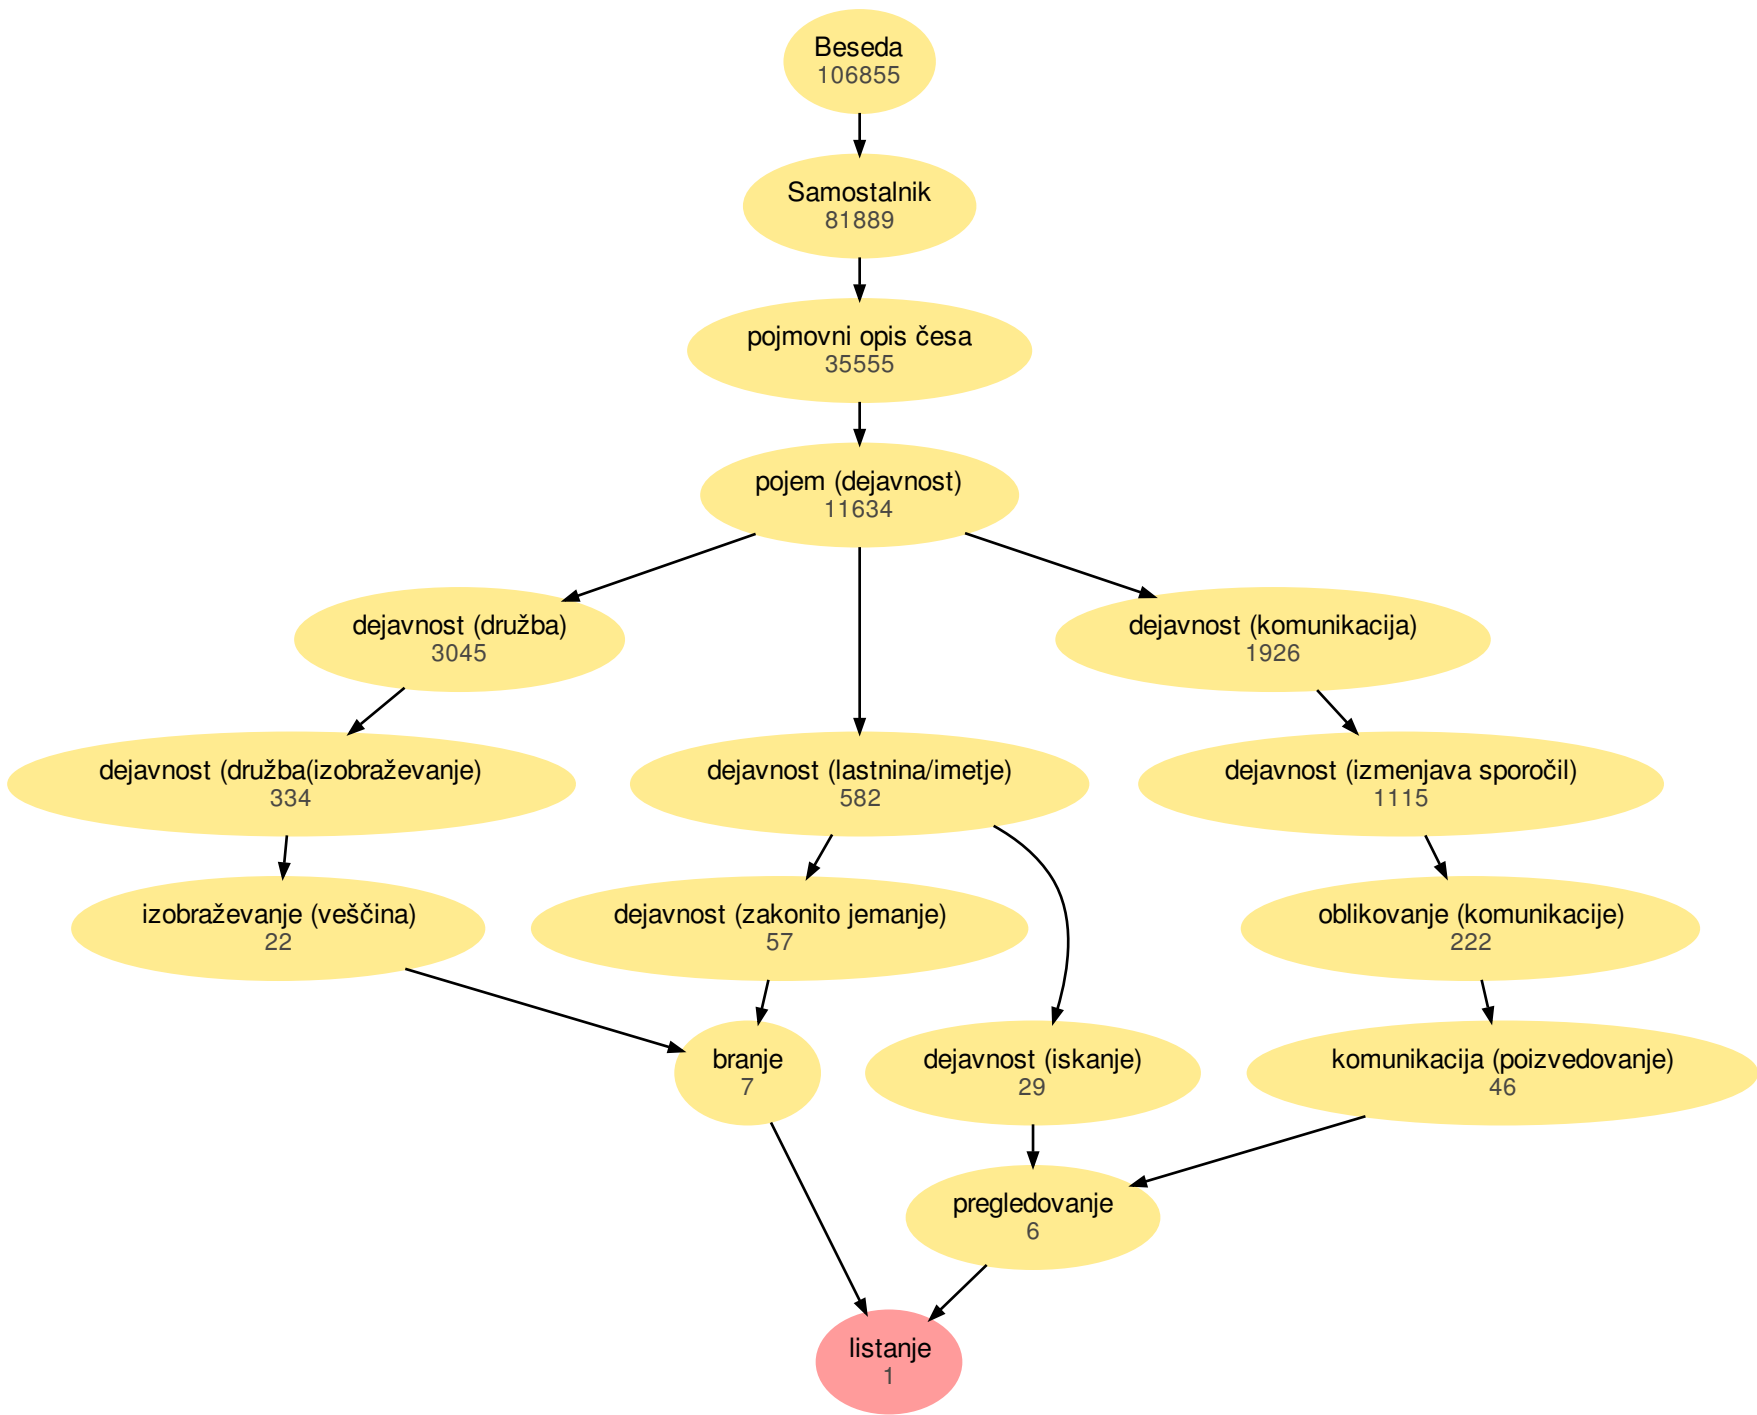 Beseda
106855
Samostalnik
81889
pojmovni opis česa
35555
pojem (dejavnost)
11634
dejavnost (družba)
3045
dejavnost (komunikacija)
1926
dejavnost (družba(izobraževanje)
334
dejavnost (lastnina/imetje)
582
dejavnost (izmenjava sporočil)
1115
izobraževanje (veščina)
22
dejavnost (zakonito jemanje)
57
oblikovanje (komunikacije)
222
branje
7
dejavnost (iskanje)
29
komunikacija (poizvedovanje)
46
pregledovanje
6
listanje
1